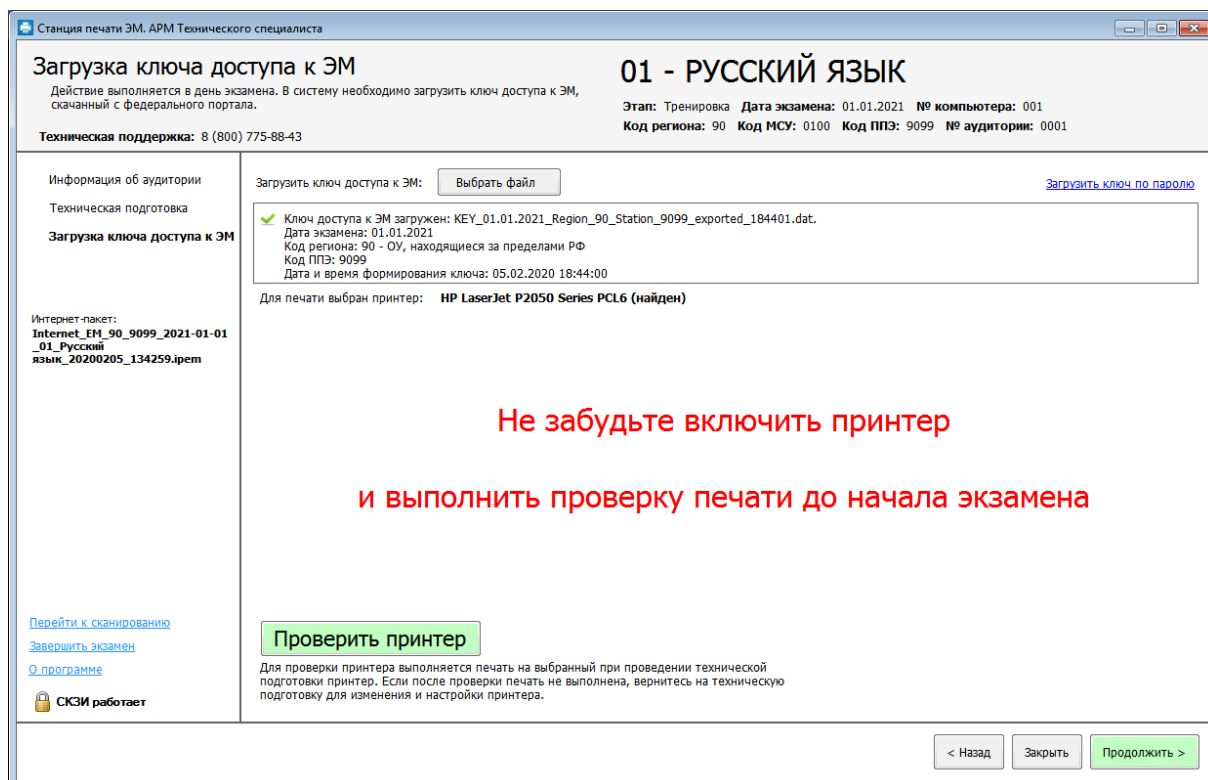 Станция печати ЭМ. АРМ Технического специалиста
Загрузка ключа доступа к ЭМ
Действие выполняется в день экзамена. В систему необходимо загрузить ключ доступа к ЭМ,
скачанный с федерального портала.
Техническая поддержка: 8 (800) 775-88-43
01 - РУССКИЙ ЯЗЫК
Этап: Тренировка Дата экзамена: 01.01.2021 № компьютера: 001
Код региона: 90 Код МСУ: 0100 Код ППЭ: 9099 № аудитории: 0001
Информация об аудитории
Техническая подготовка
Загрузка ключа доступа к ЭМ
Интернет-пакет:
Internet_EM_90_9099_2021-01-01
_01_Русский
язык_20200205_134259.ipem
Перейти к сканированию
Завершить экзамен
О программе
СКЗИ работает
Загрузить ключ доступа к ЭМ: Выбрать файл Загрузить ключ по паролю
Ключ доступа к ЭМ загружен: KEY_01.01.2021_Region_90_Station_9099_exported_184401.dat.
Дата экзамена: 01.01.2021
Код региона: 90 - ОУ, находящиеся за пределами РФ
Код ППЭ: 9099
Дата и время формирования ключа: 05.02.2020 18:44:00
Для печати выбран принтер: HP LaserJet P2050 Series PCL6 (найден)
Не забудьте включить принтер
и выполнить проверку печати до начала экзамена
Проверить принтер
Для проверки принтера выполняется печать на выбранный при проведении технической
подготовки принтер. Если после проверки печать не выполнена, вернитесь на техническую
подготовку для изменения и настройки принтера.
< Назад Закрыть Продолжить >